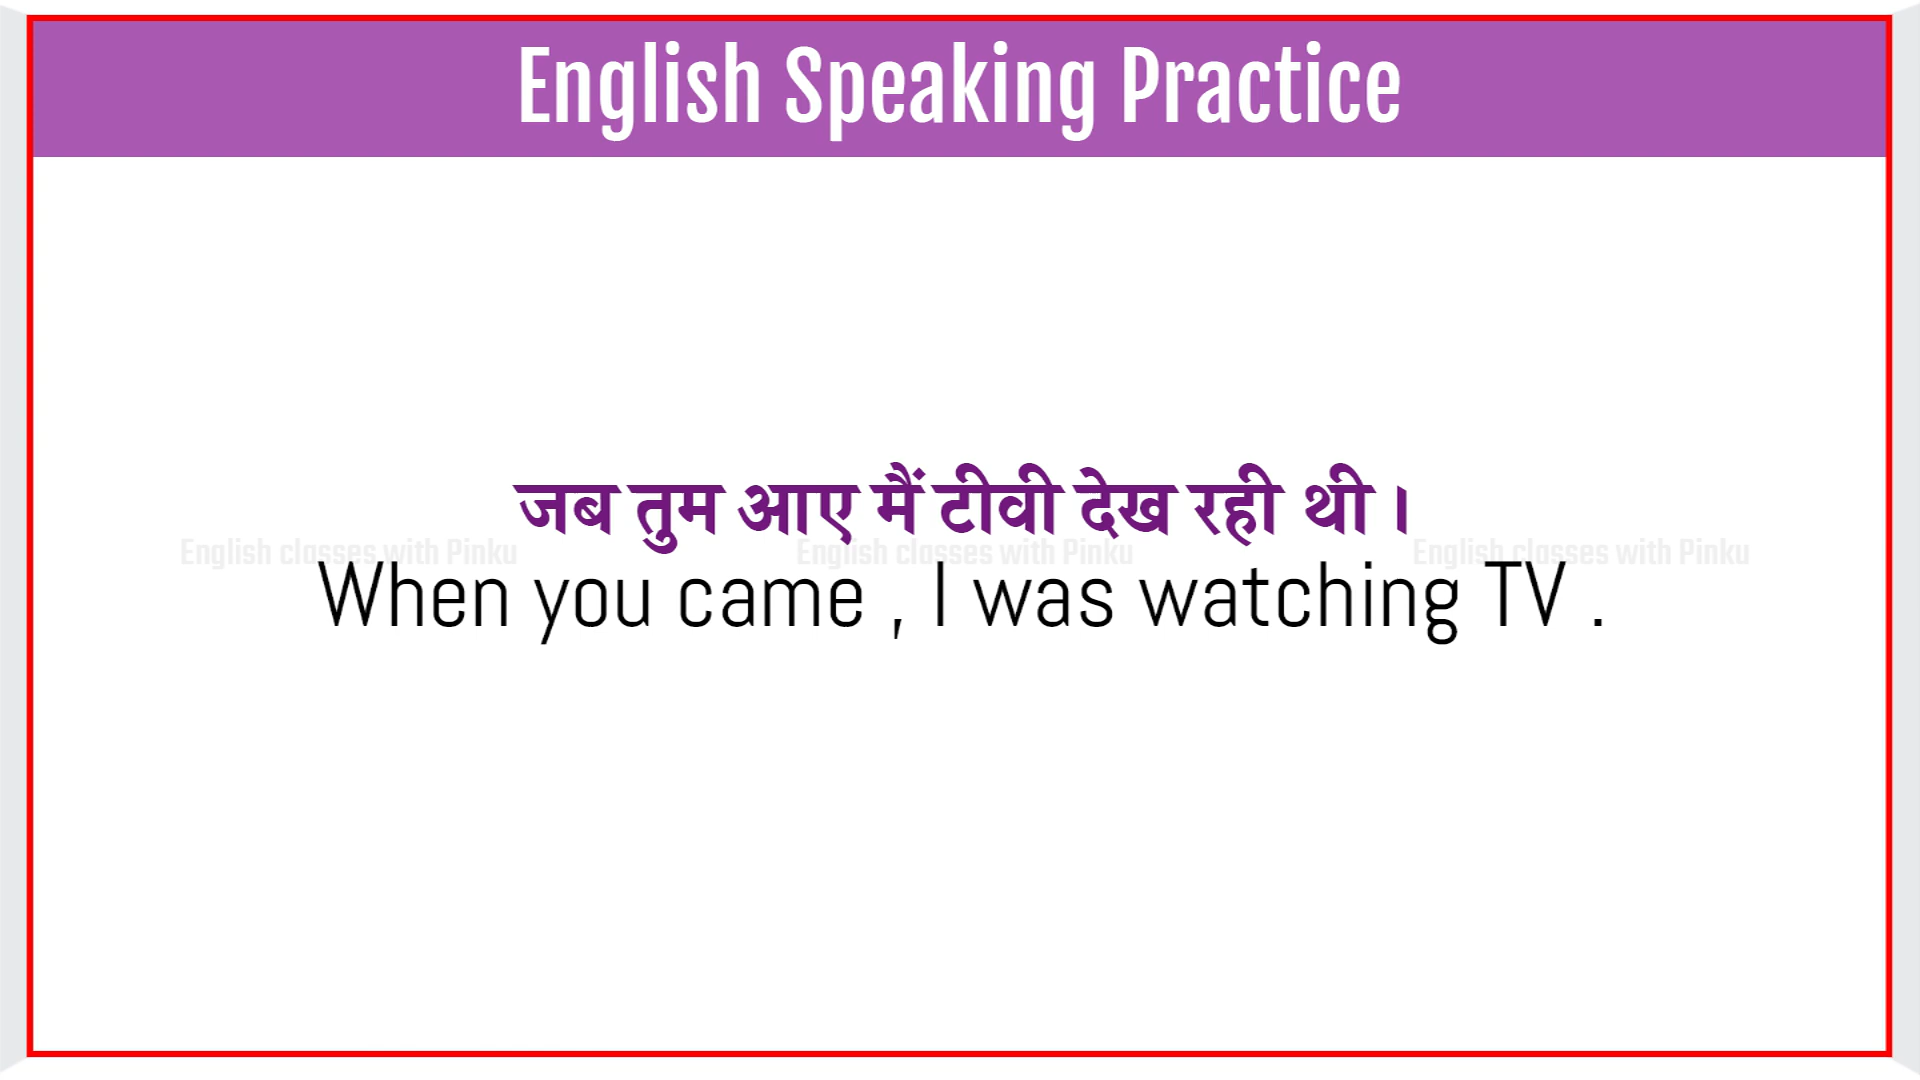 English Speaking Practice
जब तुम आए मैं टीवी देख रही थी।
English classes with Pinku English classes with Pinku English classes with Pinku
When you came , I was watching TV .